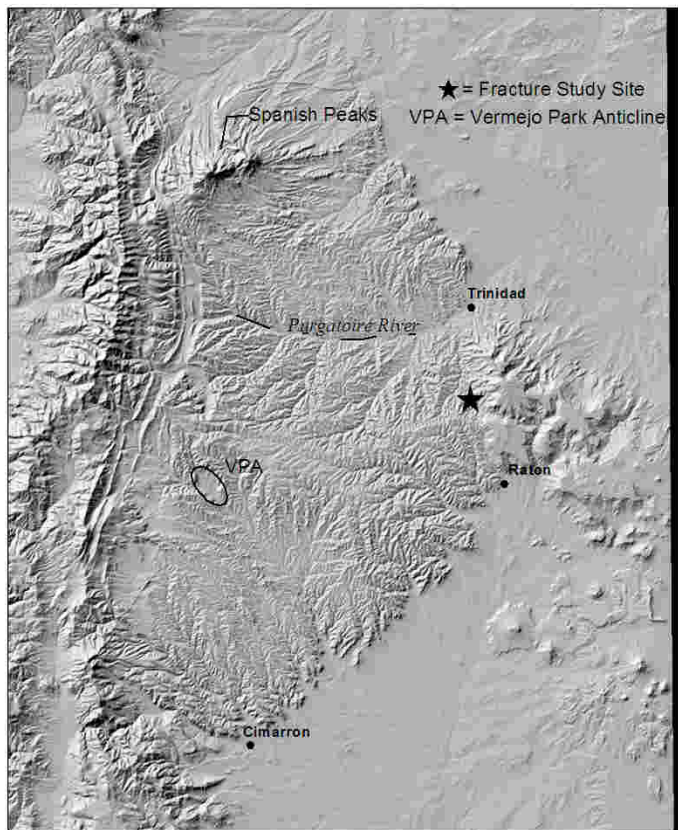 ★ = Fracture Study Site
VPA = Vermejo Park Anticline
Spanish Peaks
Trinidad
Purgatoire River
VPA
Raton
Cimarron